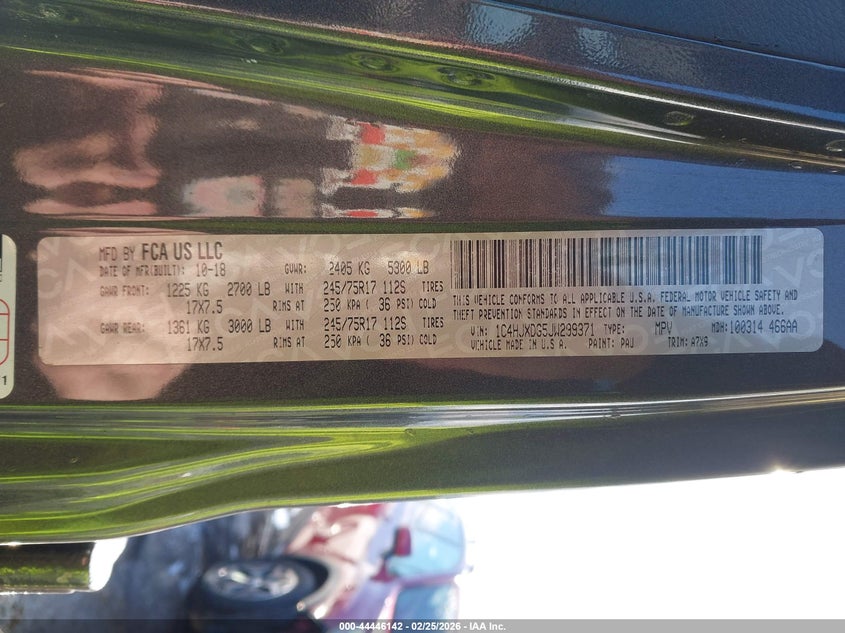 MFD BY FCA US LLC
DATE OF MFR(BUILT): 10-18 GVWR: 2405 KG 5300 LB
GAWR FRONT: 1225 KG 2700 LB WITH 245/75R17 112S TIRES
17X7.5 RIMS AT 250 KPA ( 36 PSI) COLD
GAWR REAR: 1361 KG 3000 LB WITH 245/75R17 112S TIRES
17X7.5 RIMS AT 250 KPA ( 36 PSI) COLD
THIS VEHICLE CONFORMS TO ALL APPLICABLE U.S.A. FEDERAL MOTOR VEHICLE SAFETY AND
THEFT PREVENTION STANDARDS IN EFFECT ON THE DATE OF MANUFACTURE SHOWN ABOVE.
VIN: 1C4HJXDG5JW299371 TYPE: MPV MDH: 100314 466AA
VEHICLE MADE IN U.S.A. PAINT: PAU TRIM: A7X9
1
000-44446142 / 02/25/2026 - IAA Inc.